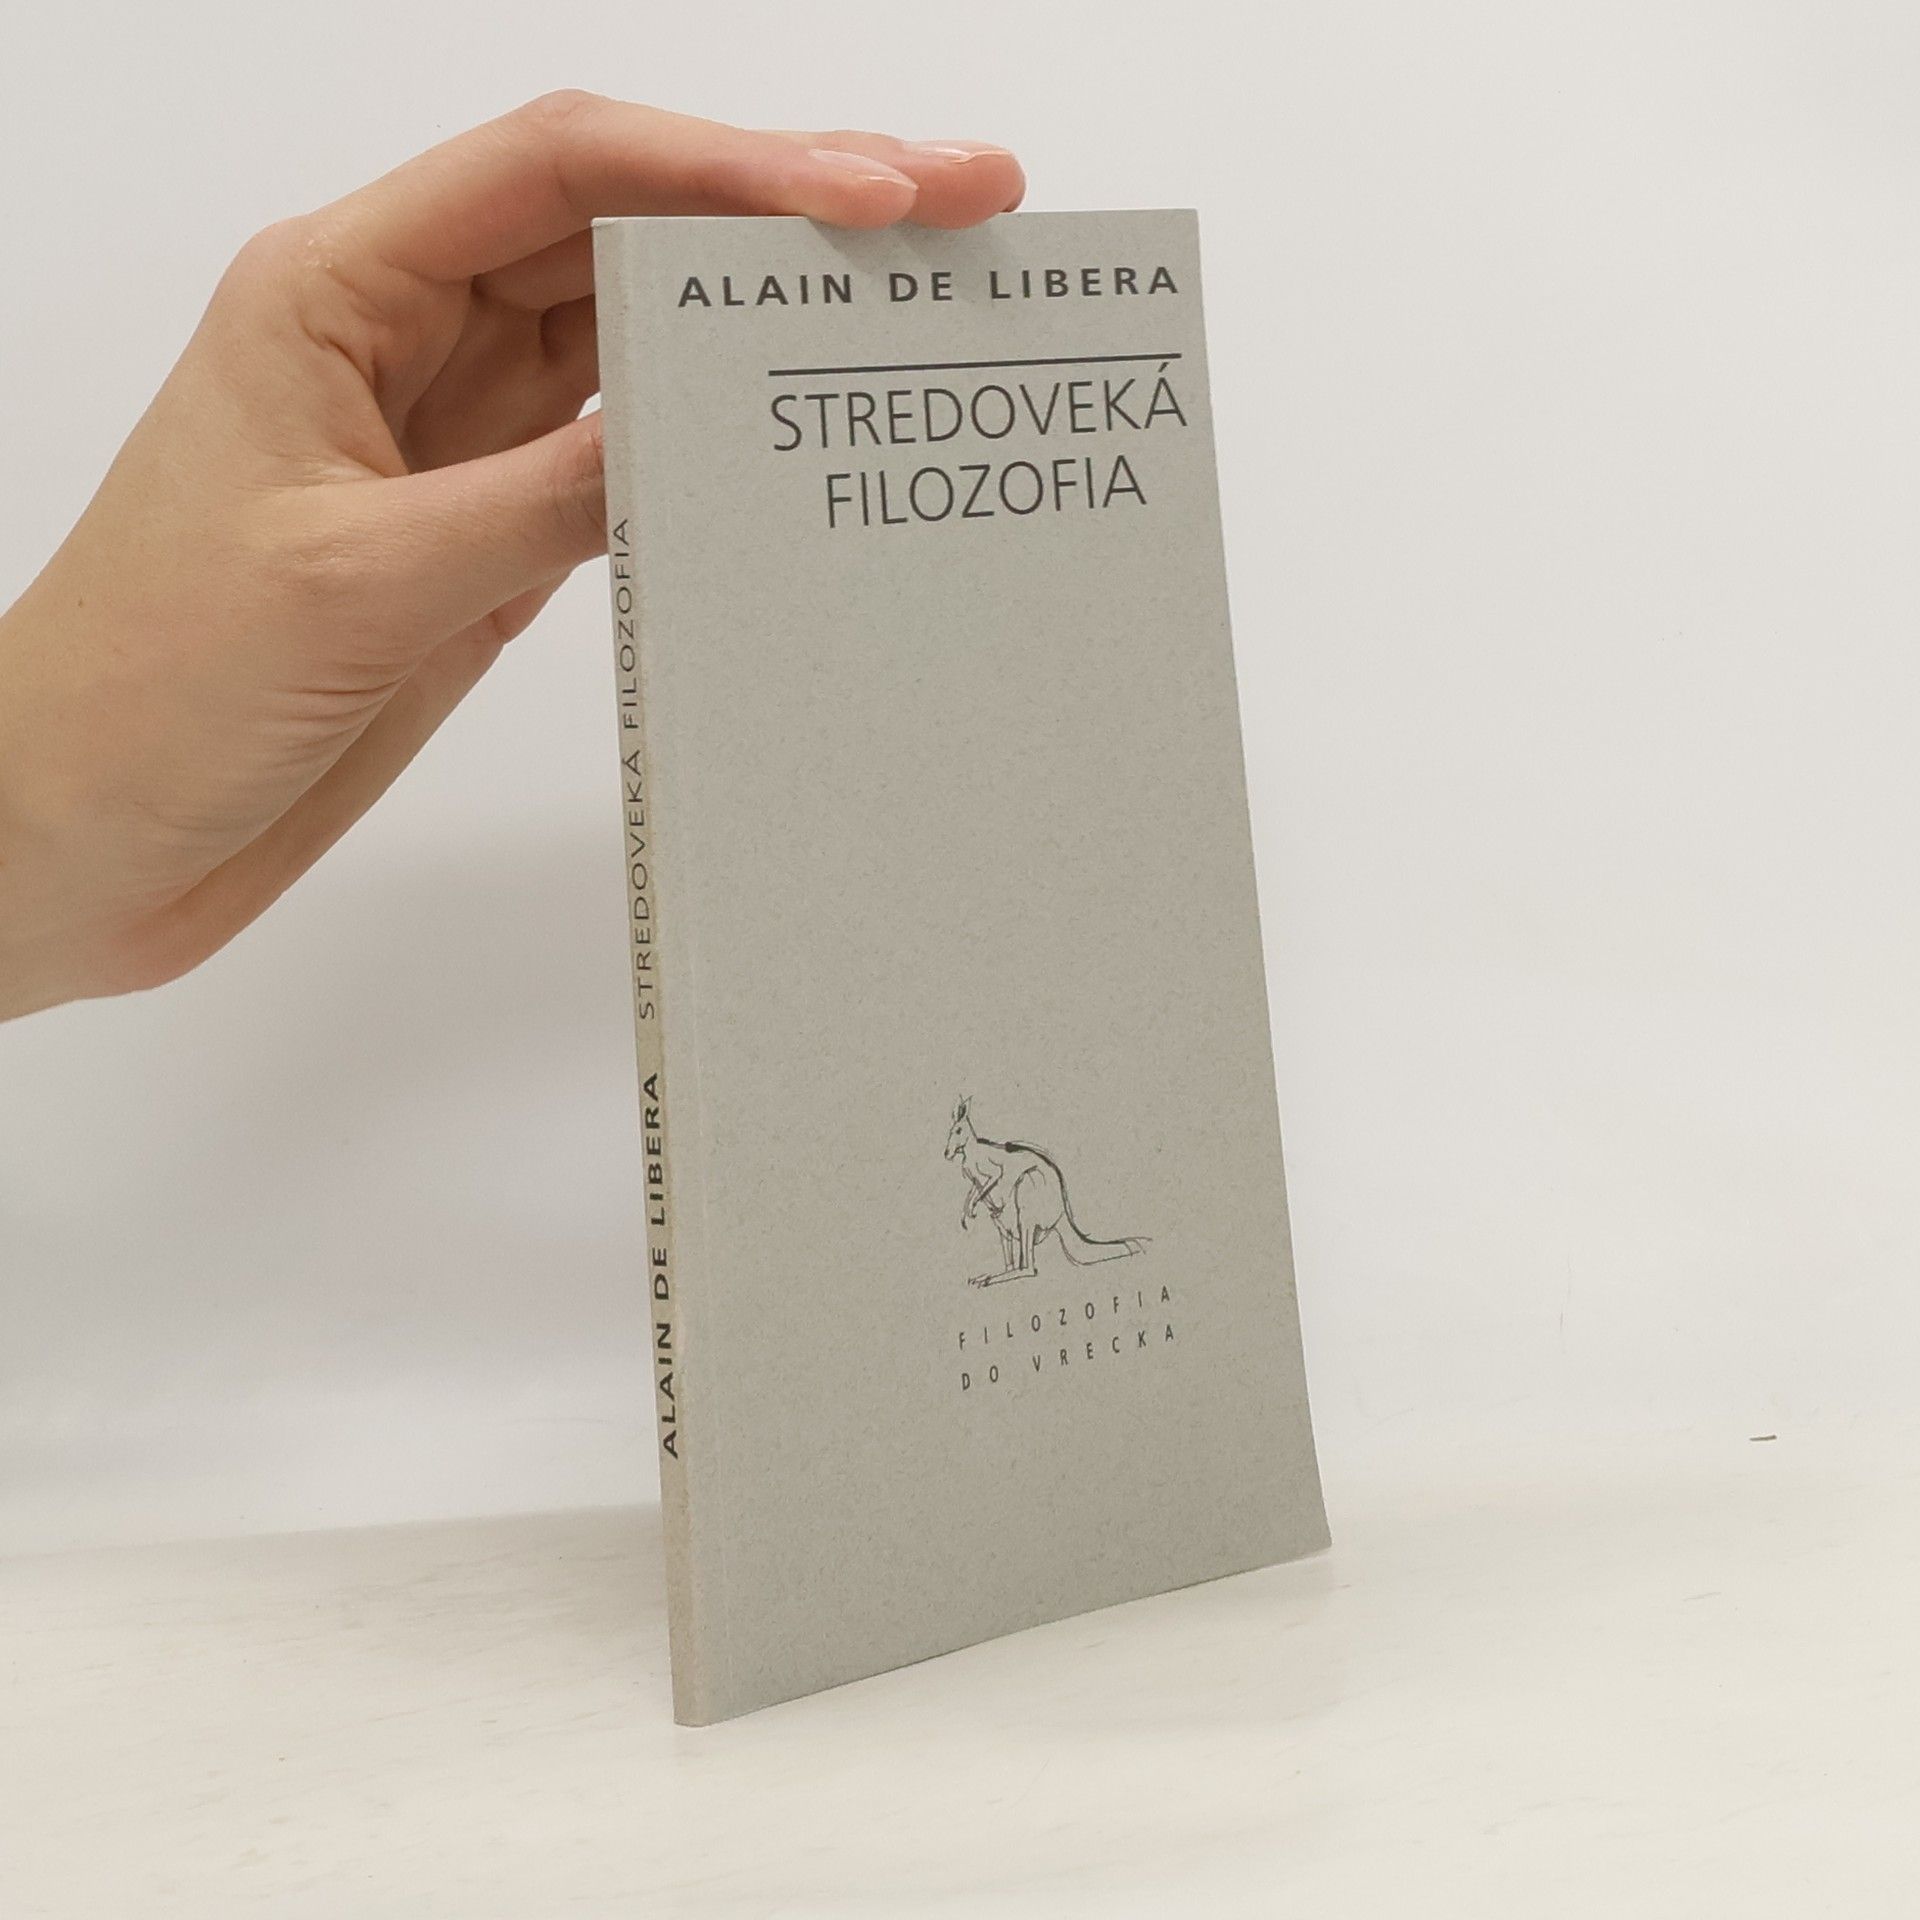 ALAIN DE LIBERA
STREDOVEKÁ
FILOZOFIA
FILOZOFIA
DO VRECKA
ALAIN DE LIBERA STREDOVEKÁ FILOZOFIA